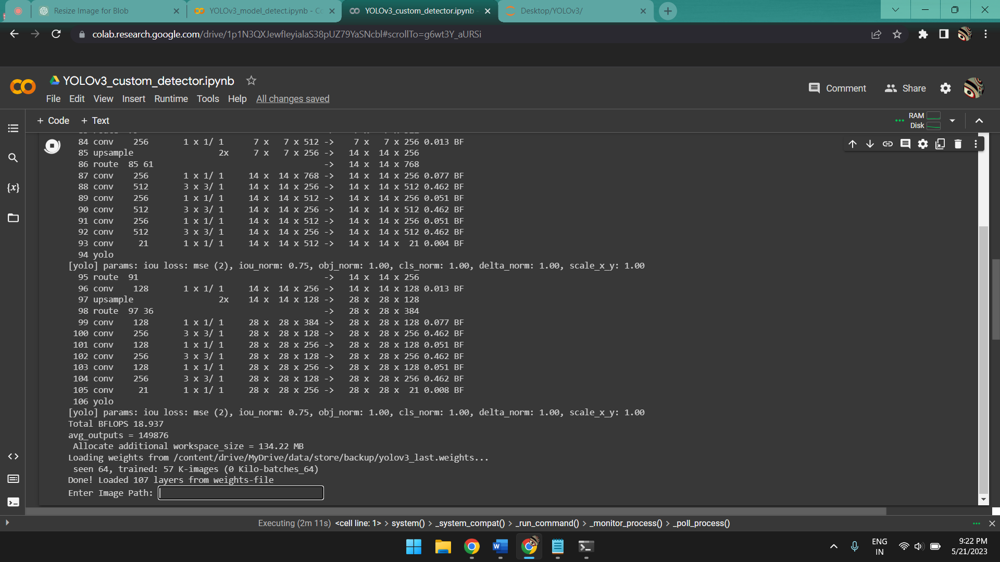 Resize Image for Blob
YOLOv3_model_detect.ipynb - Co
YOLOv3_custom_detector.ipynb -
Desktop/YOLOv3/
colab.research.google.com/drive/1p1N3QXJewfleyialaS38pUZ79YaSNcbl#scrollTo=g6wt3Y_aURSi
YOLOv3_custom_detector.ipynb
Comment
Share
File Edit View Insert Runtime Tools Help All changes saved
+ Code + Text
RAM
Disk
84 conv 256 1 x 1/ 1 7 x 7 x 512 -> 7 x 7 x 256 0.013 BF
85 upsample 2x 7 x 7 x 256 -> 14 x 14 x 256
86 route 85 61 -> 14 x 14 x 768
87 conv 256 1 x 1/ 1 14 x 14 x 768 -> 14 x 14 x 256 0.077 BF
88 conv 512 3 x 3/ 1 14 x 14 x 256 -> 14 x 14 x 512 0.462 BF
89 conv 256 1 x 1/ 1 14 x 14 x 512 -> 14 x 14 x 256 0.051 BF
90 conv 512 3 x 3/ 1 14 x 14 x 256 -> 14 x 14 x 512 0.462 BF
91 conv 256 1 x 1/ 1 14 x 14 x 512 -> 14 x 14 x 256 0.051 BF
92 conv 512 3 x 3/ 1 14 x 14 x 256 -> 14 x 14 x 512 0.462 BF
93 conv 21 1 x 1/ 1 14 x 14 x 512 -> 14 x 14 x 21 0.004 BF
94 yolo
[yolo] params: iou loss: mse (2), iou_norm: 0.75, obj_norm: 1.00, cls_norm: 1.00, delta_norm: 1.00, scale_x_y: 1.00
95 route 91 -> 14 x 14 x 256
96 conv 128 1 x 1/ 1 14 x 14 x 256 -> 14 x 14 x 128 0.013 BF
97 upsample 2x 14 x 14 x 128 -> 28 x 28 x 128
98 route 97 36 -> 28 x 28 x 384
99 conv 128 1 x 1/ 1 28 x 28 x 384 -> 28 x 28 x 128 0.077 BF
100 conv 256 3 x 3/ 1 28 x 28 x 128 -> 28 x 28 x 256 0.462 BF
101 conv 128 1 x 1/ 1 28 x 28 x 256 -> 28 x 28 x 128 0.051 BF
102 conv 256 3 x 3/ 1 28 x 28 x 128 -> 28 x 28 x 256 0.462 BF
103 conv 128 1 x 1/ 1 28 x 28 x 256 -> 28 x 28 x 128 0.051 BF
104 conv 256 3 x 3/ 1 28 x 28 x 128 -> 28 x 28 x 256 0.462 BF
105 conv 21 1 x 1/ 1 28 x 28 x 256 -> 28 x 28 x 21 0.008 BF
106 yolo
[yolo] params: iou loss: mse (2), iou_norm: 0.75, obj_norm: 1.00, cls_norm: 1.00, delta_norm: 1.00, scale_x_y: 1.00
Total BFLOPS 18.937
avg_outputs = 149876
Allocate additional workspace_size = 134.22 MB
Loading weights from /content/drive/MyDrive/data/store/backup/yolov3_last.weights...
seen 64, trained: 57 K-images (0 Kilo-batches_64)
Done! Loaded 107 layers from weights-file
Enter Image Path:
Executing (2m 11s) <cell line: 1> > system() > _system_compat() > _run_command() > _monitor_process() > _poll_process()
ENG
IN
9:22 PM
5/21/2023